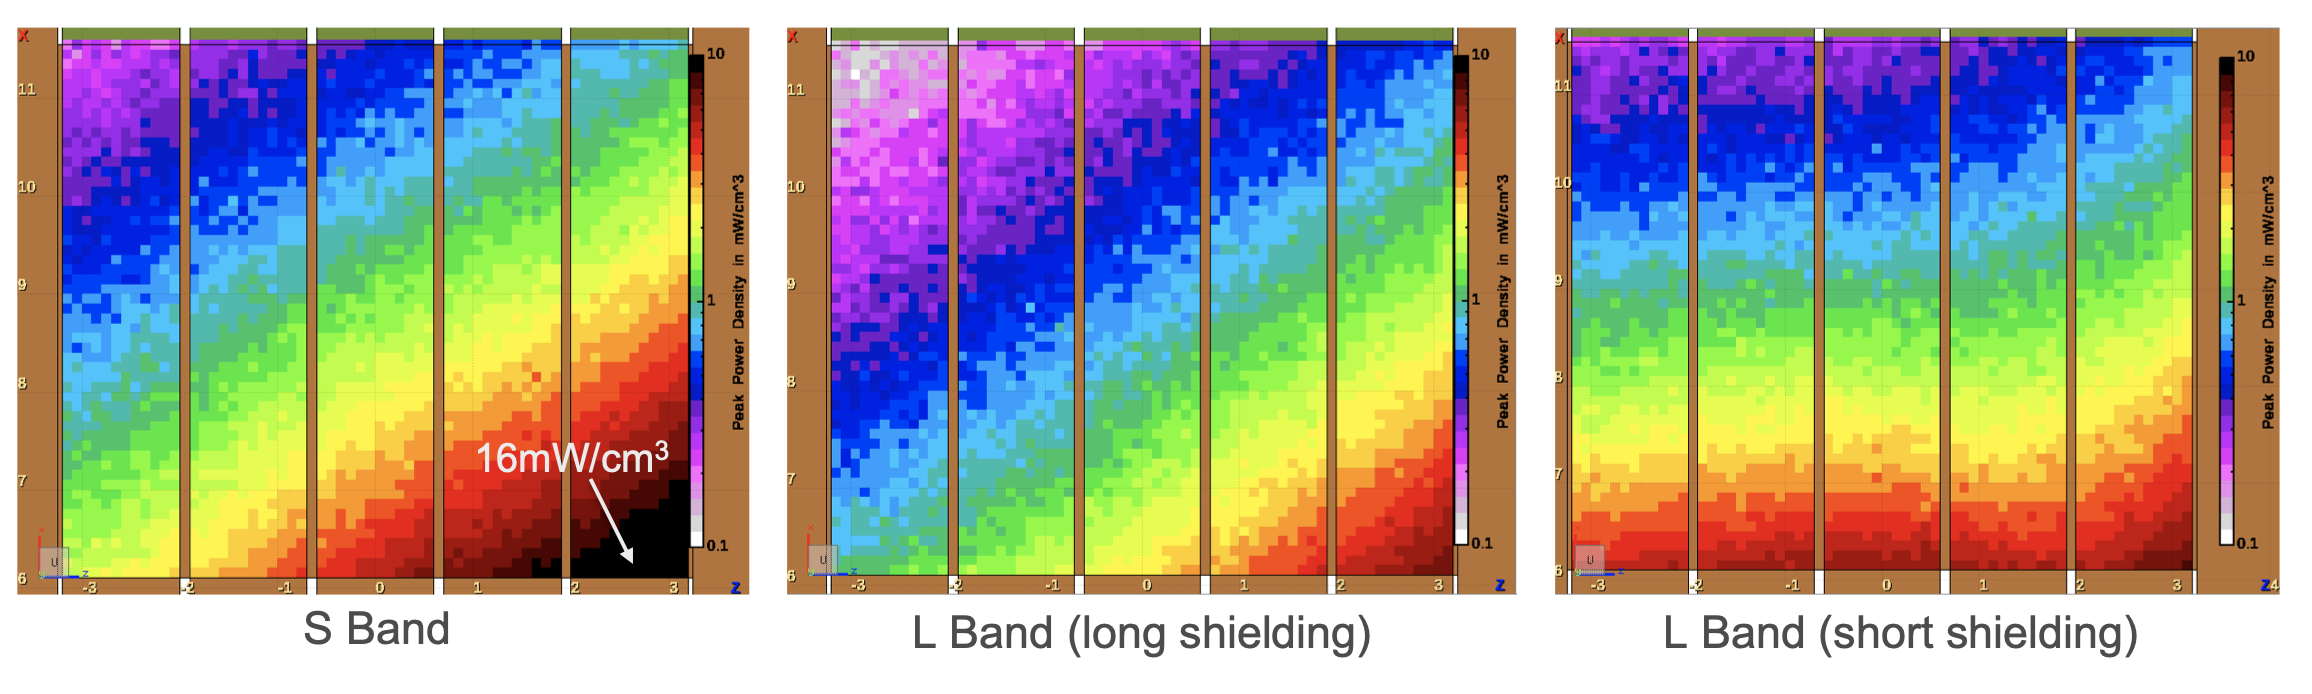 X
10
11
10
9
8
7
6
1
0.1
Peak Power Density in mW/cm^3
16mW/cm³
U
z
-3
-2
-1
0
1
2
3
Z
S Band
X
10
11
10
9
8
7
6
1
0.1
Peak Power Density in mW/cm^3
U
z
-3
-2
-1
0
1
2
3
Z
L Band (long shielding)
X
10
11
10
9
8
7
6
1
0.1
Peak Power Density in mW/cm^3
U
z
-3
-2
-1
0
1
2
3
Z4
L Band (short shielding)